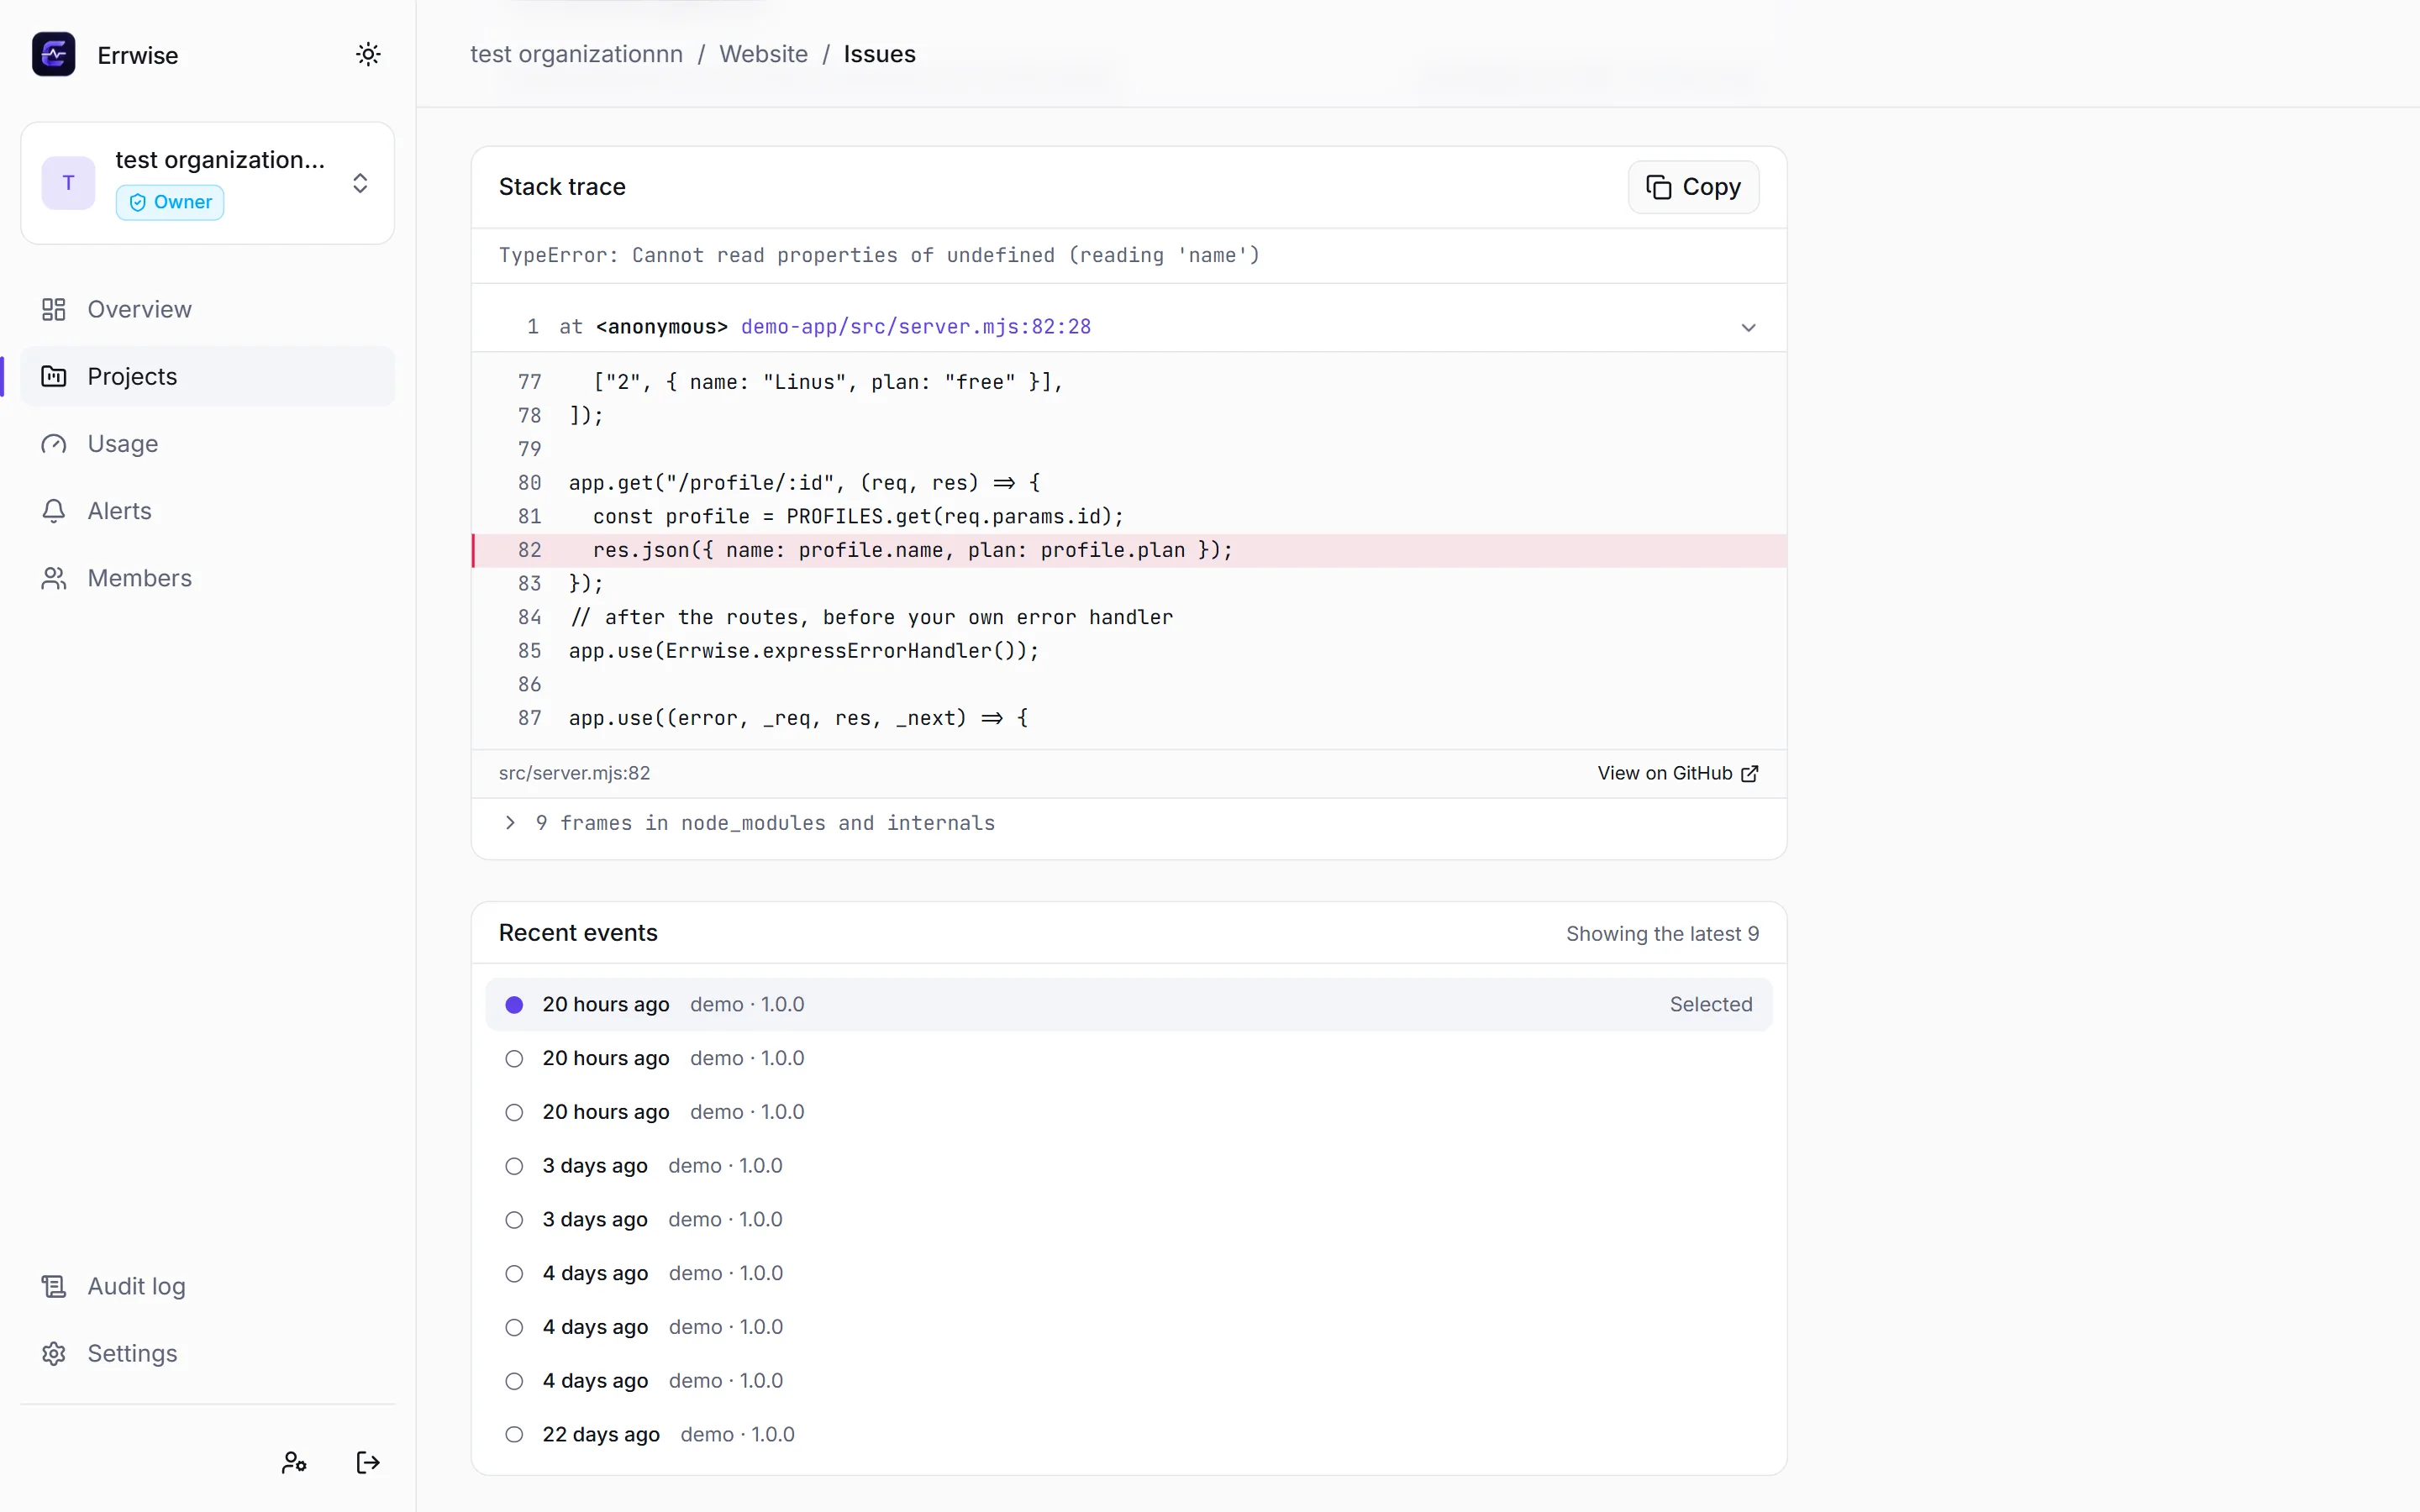 Errwise
test organization...
T
Owner
Overview
Projects
Usage
Alerts
Members
Audit log
Settings
test organizationnn / Website / Issues
Stack trace
Copy
TypeError: Cannot read properties of undefined (reading 'name')
1 at <anonymous> demo-app/src/server.mjs:82:28
77   ["2", { name: "Linus", plan: "free" }],
78 ]);
79
80 app.get("/profile/:id", (req, res) => {
81   const profile = PROFILES.get(req.params.id);
82   res.json({ name: profile.name, plan: profile.plan });
83 });
84 // after the routes, before your own error handler
85 app.use(Errwise.expressErrorHandler());
86
87 app.use((error, _req, res, _next) => {
src/server.mjs:82 View on GitHub
9 frames in node_modules and internals
Recent events Showing the latest 9
20 hours ago demo · 1.0.0 Selected
20 hours ago demo · 1.0.0
20 hours ago demo · 1.0.0
3 days ago demo · 1.0.0
3 days ago demo · 1.0.0
4 days ago demo · 1.0.0
4 days ago demo · 1.0.0
4 days ago demo · 1.0.0
22 days ago demo · 1.0.0